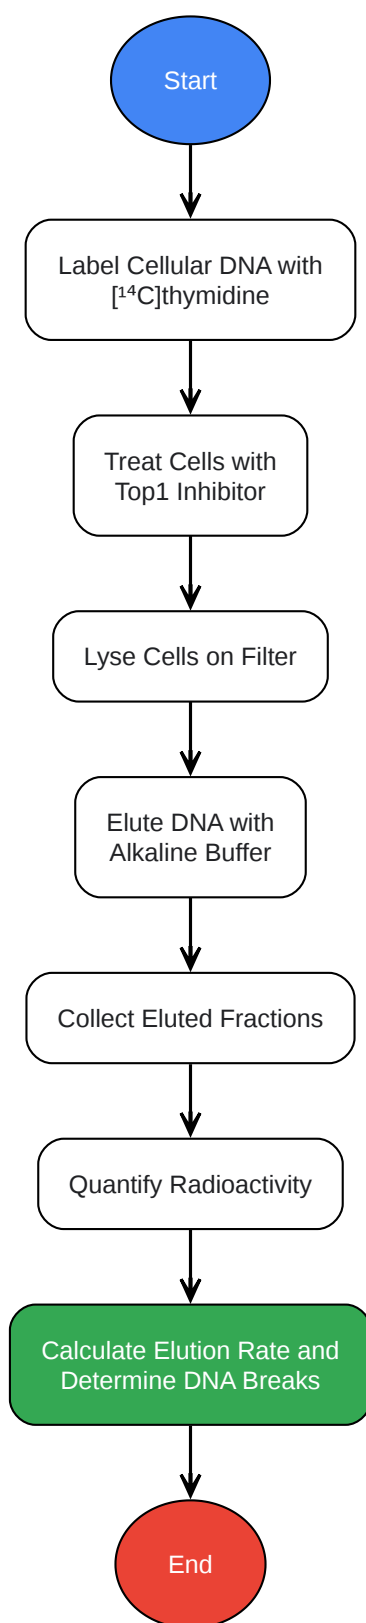 Start
Label Cellular DNA with
[¹⁴C]thymidine
Treat Cells with
Top1 Inhibitor
Lyse Cells on Filter
Elute DNA with
Alkaline Buffer
Collect Eluted Fractions
Quantify Radioactivity
Calculate Elution Rate and
Determine DNA Breaks
End